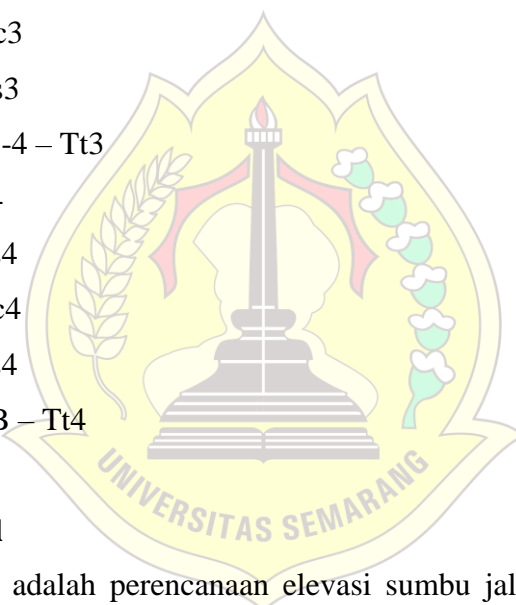 c3
s3
-4 – Tt3
4
c4
4
3 – Tt4
UNIVERSITAS SEMARANG
adalah perencanaan elevasi sumbu jal